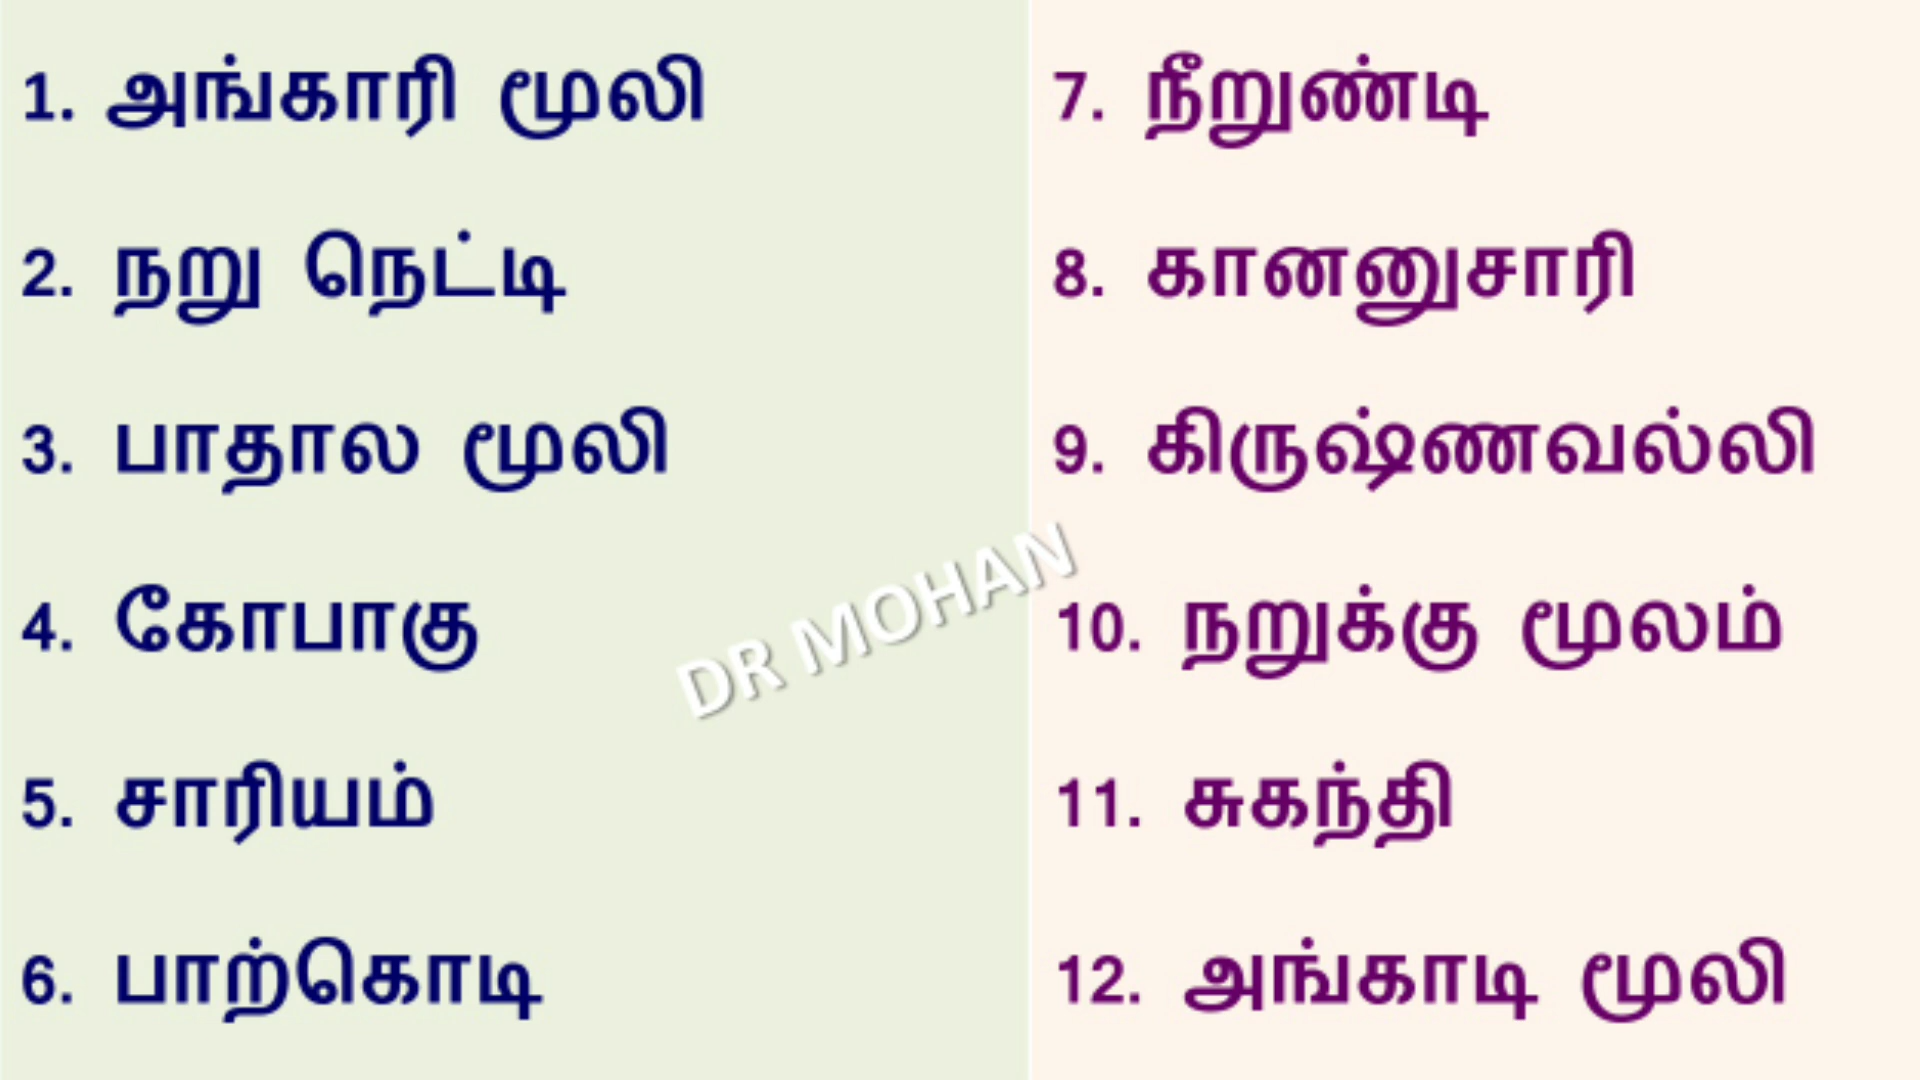 1. அங்காரி மூலி
2. நறு நெட்டி
3. பாதால மூலி
4. கோபாகு
5. சாரியம்
6. பாற்கொடி
DR MOHAN
7. நீறுண்டி
8. கானனுசாரி
9. கிருஷ்ணவல்லி
10. நறுக்கு மூலம்
11. சுகந்தி
12. அங்காடி மூலி